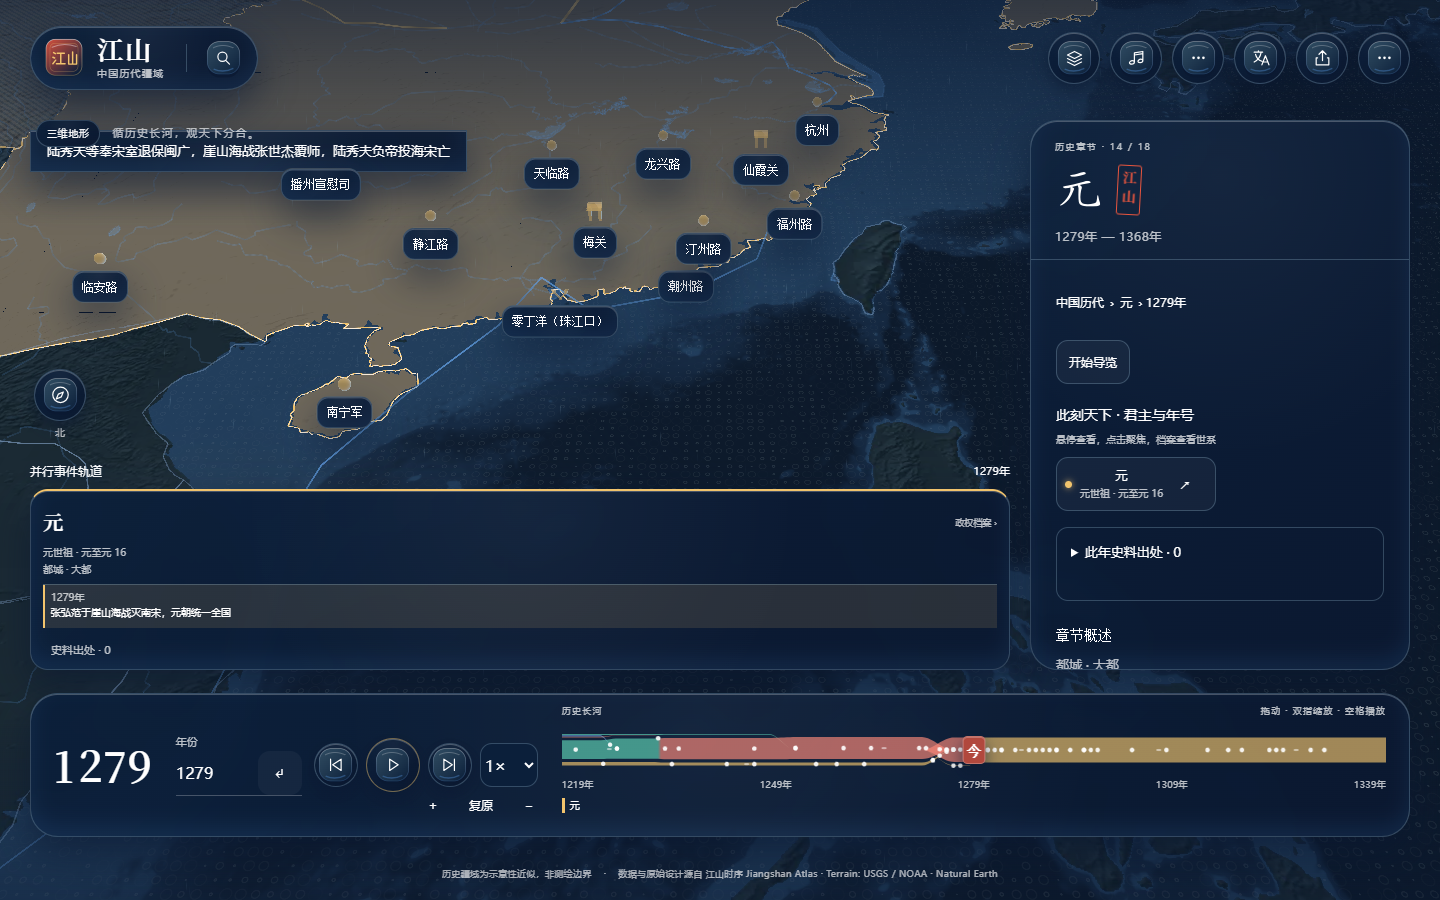 江山
江山
中国历代疆域
三维地形
循历史长河，观天下分合。
陆秀夫等奉宋室退保闽广，崖山海战张世杰覆师，陆秀夫负帝投海宋亡
播州宣慰司
天临路
龙兴路
仙霞关
杭州
静江路
梅关
汀州路
福州路
临安路
潮州路
零丁洋（珠江口）
南宁军
北
历史章节 · 14 / 18
元
江山
1279年 — 1368年
中国历代 › 元 › 1279年
开始导览
此刻天下 · 君主与年号
悬停查看，点击聚焦，档案查看世系
元
元世祖 · 元至元 16
↗
▶ 此年史料出处 · 0
章节概述
都城 · 大都
并行事件轨道
1279年
元
政权档案 ›
元世祖 · 元至元 16
都城 · 大都
1279年
张弘范于崖山海战灭南宋，元朝统一全国
史料出处 · 0
1279
年份
1279
1×
+ 复原 −
历史长河
拖动 · 双指缩放 · 空格播放
今
1219年
1249年
1279年
1309年
1339年
元
历史疆域为示意性近似，非测绘边界 · 数据与原始设计源自 江山时序 Jiangshan Atlas · Terrain: USGS / NOAA · Natural Earth